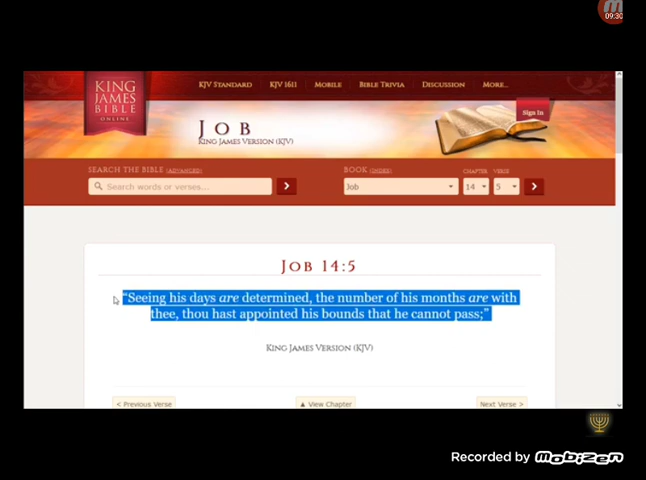 09:30
KING
JAMES
BIBLE
ONLINE
KJV STANDARD KJV 1611 MOBILE BIBLE TRIVIA DISCUSSION MORE...
Sign In
JOB
KING JAMES VERSION (KJV)
SEARCH THE BIBLE (ADVANCED)
BOOK (INDEX) CHAPTER VERSE
Search words or verses...
Job 14 5
JOB 14:5
“Seeing his days are determined, the number of his months are with
thee, thou hast appointed his bounds that he cannot pass;”
KING JAMES VERSION (KJV)
< Previous Verse ▲ View Chapter Next Verse >
Recorded by Mobizen